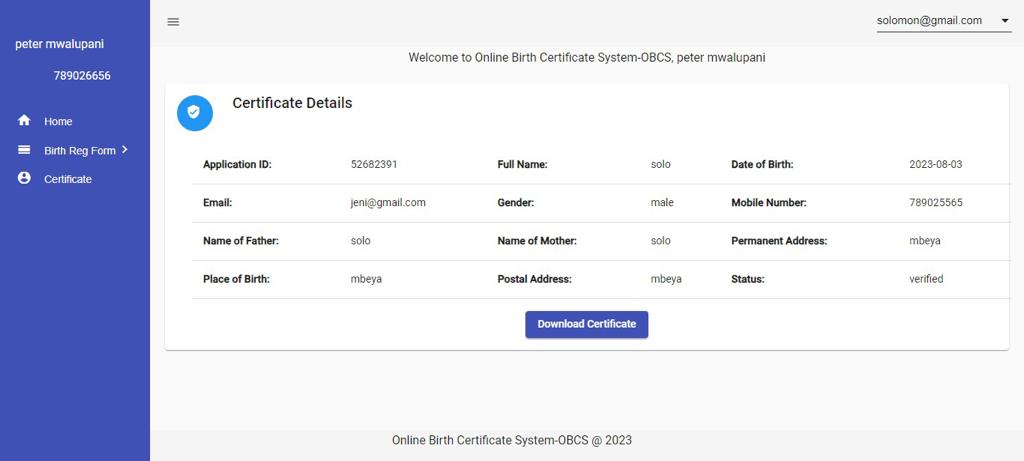 solomon@gmail.com
peter mwalupani
789026656
Home
Birth Reg Form
Certificate
Welcome to Online Birth Certificate System-OBCS, peter mwalupani
Certificate Details
Application ID: 52682391 Full Name: solo Date of Birth: 2023-08-03
Email: jeni@gmail.com Gender: male Mobile Number: 789025565
Name of Father: solo Name of Mother: solo Permanent Address: mbeya
Place of Birth: mbeya Postal Address: mbeya Status: verified
Download Certificate
Online Birth Certificate System-OBCS @ 2023